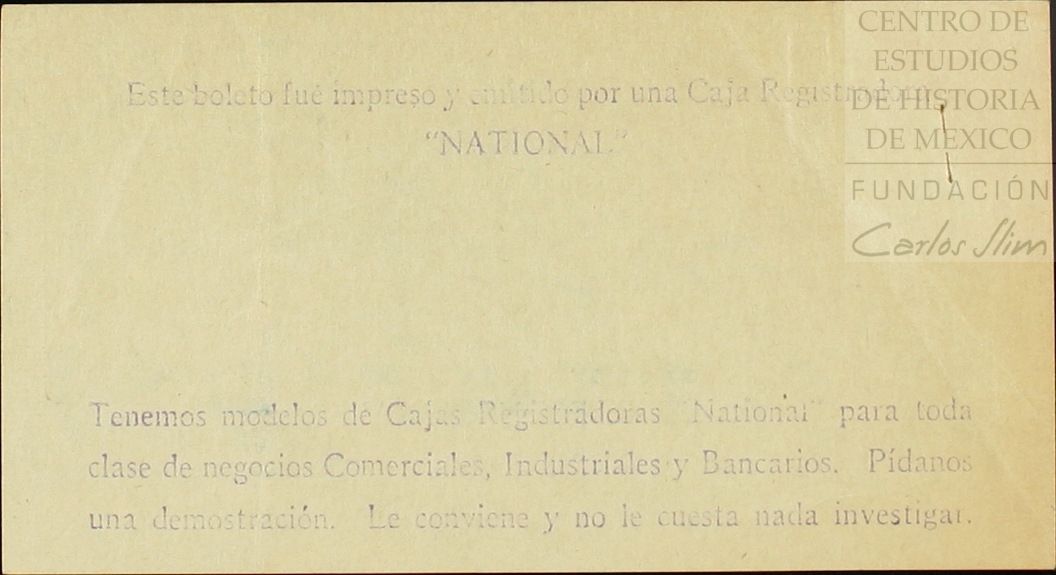 Este boleto fué impreso y emitido por una Caja Registradora
"NATIONAL"
Tenemos modelos de Cajas Registradoras "National" para toda
clase de negocios Comerciales, Industriales y Bancarios. Pídanos
una demostración. Le conviene y no le cuesta nada investigar.
CENTRO DE
ESTUDIOS
DE HISTORIA
DE MEXICO
FUNDACIÓN
Carlos Slim